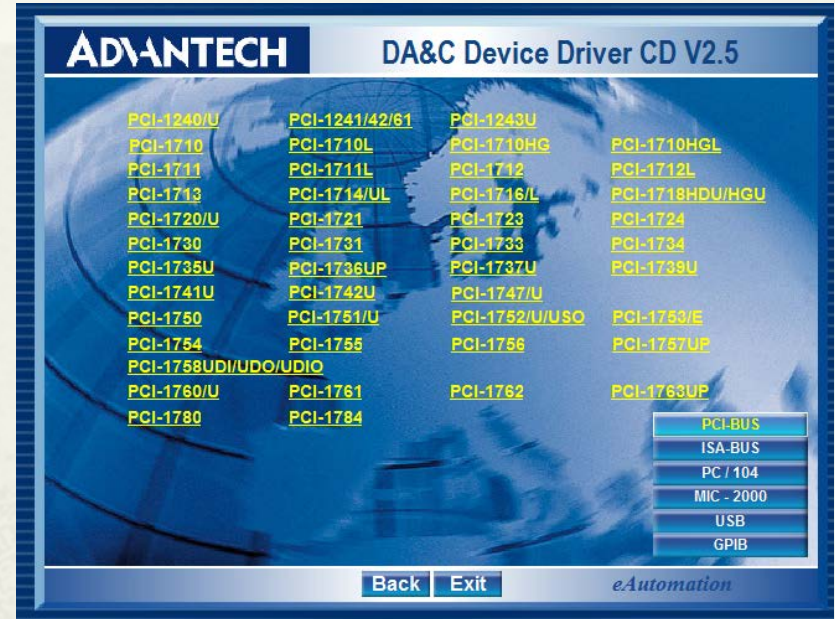 ADVANTECH DA&C Device Driver CD V2.5
PCI-1240/U PCI-1241/42/61 PCI-1243U
PCI-1710 PCI-1710L PCI-1710HG PCI-1710HGL
PCI-1711 PCI-1711L PCI-1712 PCI-1712L
PCI-1713 PCI-1714/UL PCI-1716/L PCI-1718HDU/HGU
PCI-1720/U PCI-1721 PCI-1723 PCI-1724
PCI-1730 PCI-1731 PCI-1733 PCI-1734
PCI-1735U PCI-1736UP PCI-1737U PCI-1739U
PCI-1741U PCI-1742U PCI-1747/U
PCI-1750 PCI-1751/U PCI-1752/U/USO PCI-1753/E
PCI-1754 PCI-1755 PCI-1756 PCI-1757UP
PCI-1758UDI/UDO/UDIO
PCI-1760/U PCI-1761 PCI-1762 PCI-1763UP
PCI-1780 PCI-1784
PCI-BUS
ISA-BUS
PC / 104
MIC - 2000
USB
GPIB
Back Exit eAutomation